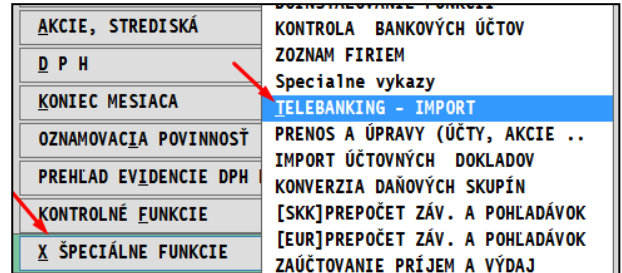 AKCIE, STREDISKÁ
D P H
KONIEC MESIACA
OZNAMOVACIA POVINNOSŤ
PREHĽAD EVIDENCIE DPH
KONTROLNÉ FUNKCIE
X ŠPECIÁLNE FUNKCIE
KONTROLA BANKOVÝCH ÚČTOV
ZOZNAM FIRIEM
Specialne vykazy
TELEBANKING - IMPORT
PRENOS A ÚPRAVY (ÚČTY, AKCIE ..
IMPORT ÚČTOVNÝCH DOKLADOV
KONVERZIA DAŇOVÝCH SKUPÍN
[SKK]PREPOČET ZÁV. A POHĽADÁVOK
[EUR]PREPOČET ZÁV. A POHĽADÁVOK
ZAÚČTOVANIE PRÍJEM A VÝDAJ